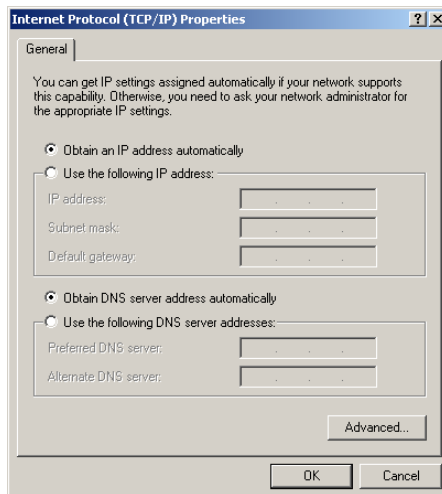 Internet Protocol (TCP/IP) Properties
General
You can get IP settings assigned automatically if your network supports
this capability. Otherwise, you need to ask your network administrator for
the appropriate IP settings.
Obtain an IP address automatically
Use the following IP address:
IP address:
Subnet mask:
Default gateway:
Obtain DNS server address automatically
Use the following DNS server addresses:
Preferred DNS server:
Alternate DNS server:
Advanced...
OK Cancel